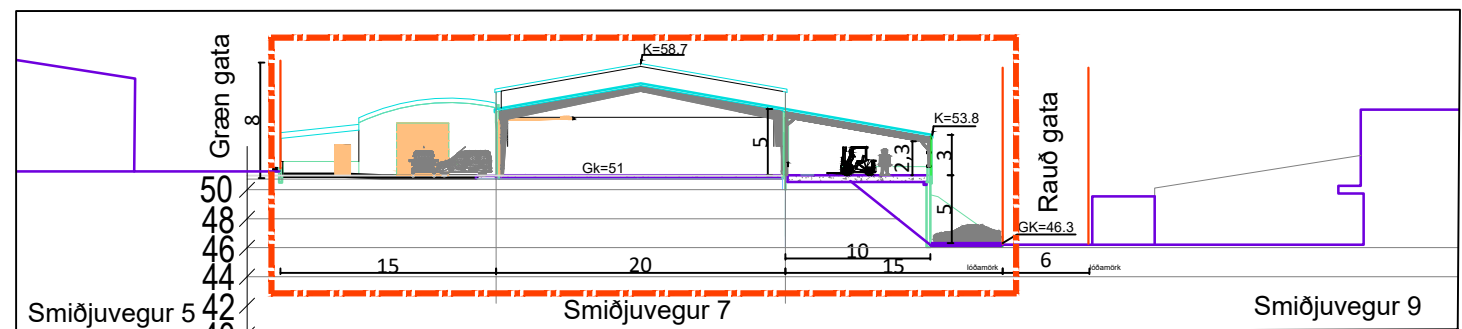 Græn gata
8
K=58.7
K=53.8
5
2,3
3
Gk=51
Rauð gata
50
48
46
44
42
5
GK=46.3
10
15
20
15
6
lóðamörk
lóðamörk
Smiðjuvegur 5
Smiðjuvegur 7
Smiðjuvegur 9